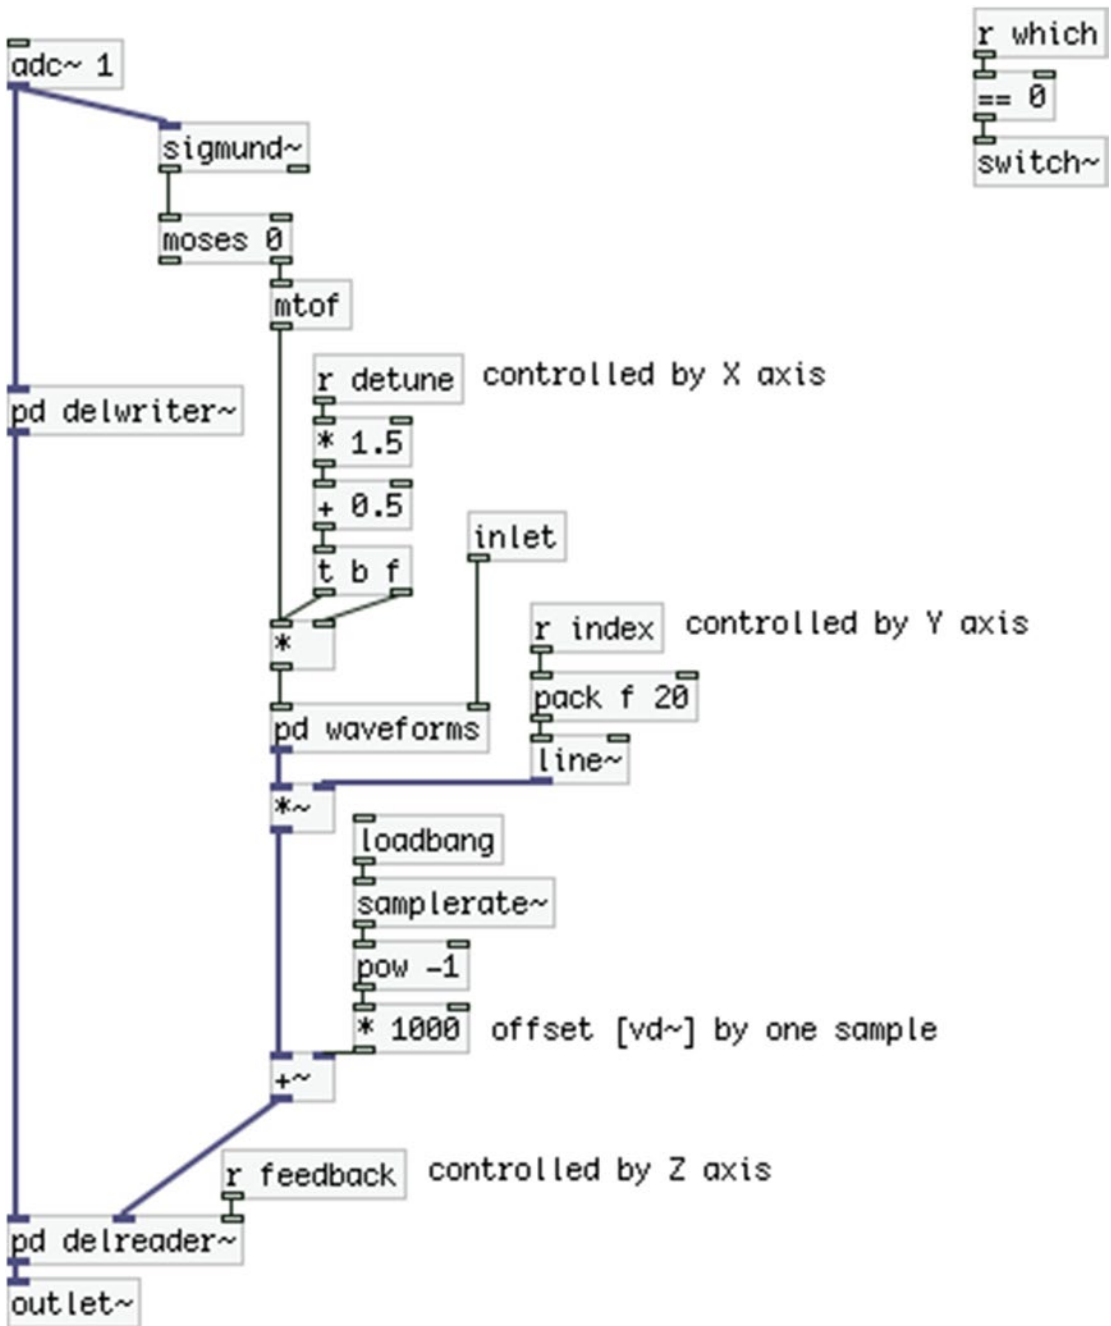 r which
adc~ 1
== 0
sigmund~
switch~
moses 0
mtof
r detune controlled by X axis
pd delwriter~
* 1.5
+ 0.5
inlet
t b f
r index controlled by Y axis
*
pack f 20
pd waveforms
line~
*~
loadbang
samplerate~
pow -1
* 1000 offset [vd~] by one sample
+~
r feedback controlled by Z axis
pd delreader~
outlet~